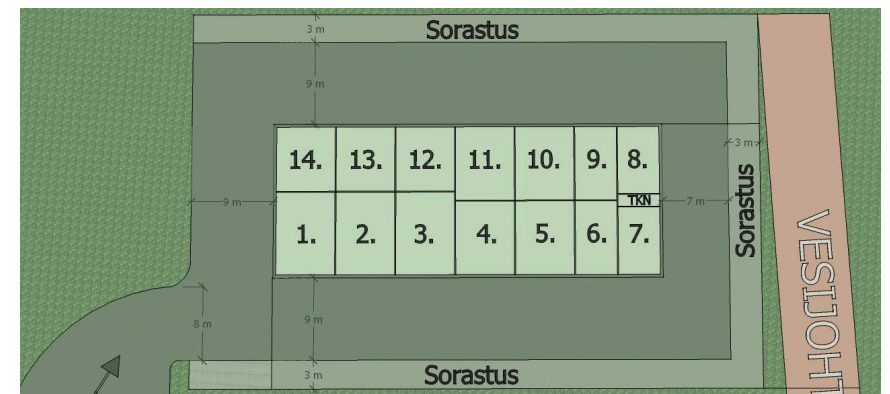 Sorastus
3 m
9 m
14. 13. 12. 11. 10. 9. 8.
3 m
9 m
TKN
7 m
Sorastus
1. 2. 3. 4. 5. 6. 7.
VESIJOHT
8 m
9 m
3 m
Sorastus